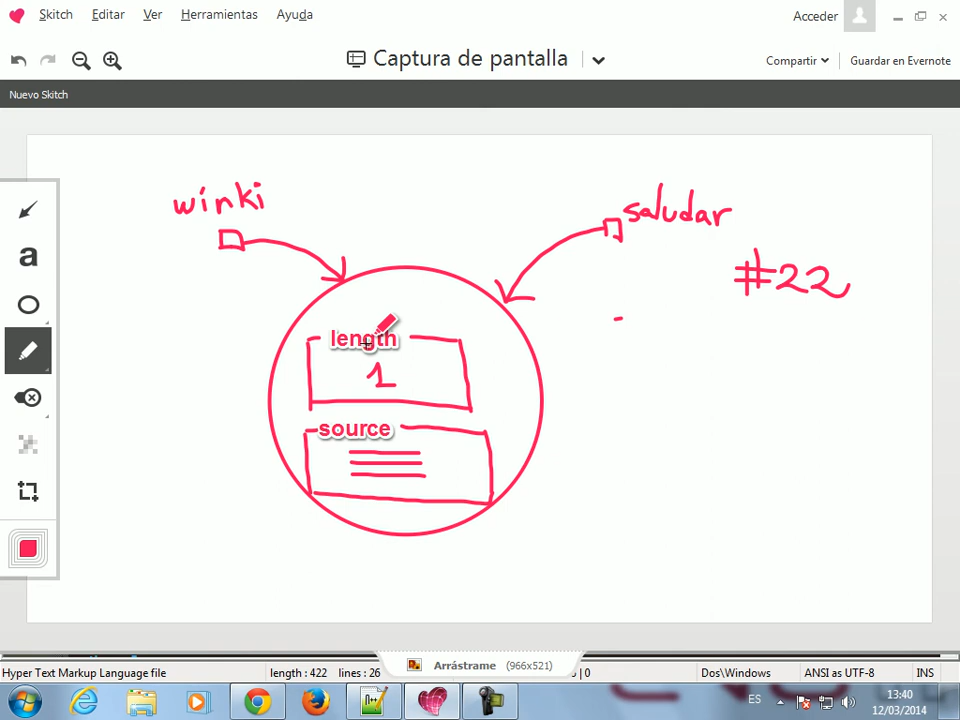 Skitch Editar Ver Herramientas Ayuda Acceder
Captura de pantalla Compartir Guardar en Evernote
Nuevo Skitch
winki
saludar
#22
a
length
1
source
Arrástrame (966x521)
Hyper Text Markup Language file length : 422 lines : 26 | 0 Dos\Windows ANSI as UTF-8 INS
ES 13:40
12/03/2014